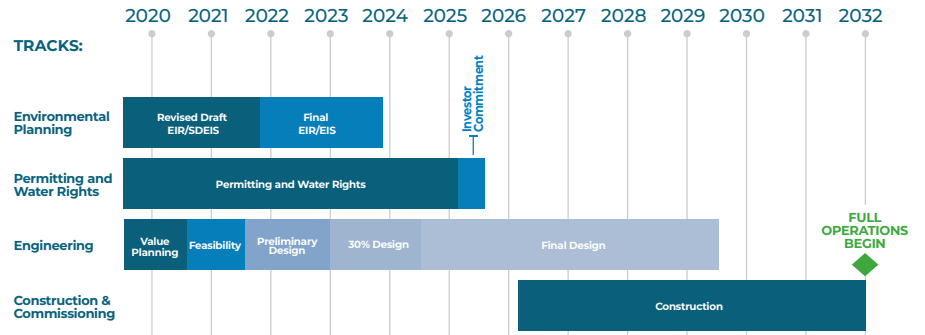 2020 2021 2022 2023 2024 2025 2026 2027 2028 2029 2030 2031 2032
TRACKS:
Investor
Commitment
Environmental
Planning
Revised Draft
EIR/SDEIS
Final
EIR/EIS
Permitting and
Water Rights
Permitting and Water Rights
Engineering
Value
Planning
Feasibility
Preliminary
Design
30% Design
Final Design
FULL
OPERATIONS
BEGIN
Construction &
Commissioning
Construction